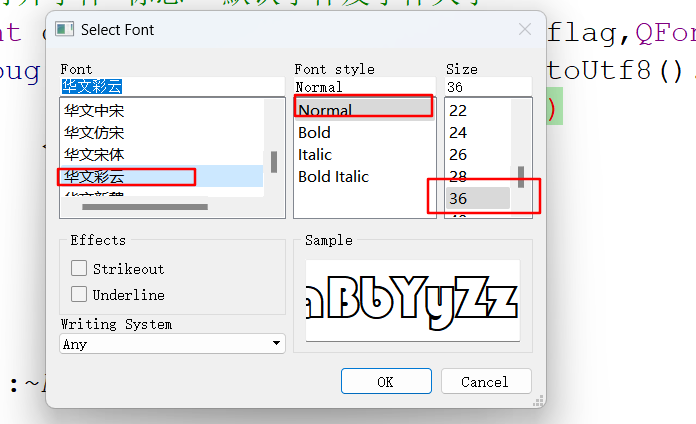 Select Font
flag,QFon
toUtf8()
Font
Font style
Size
华文彩云
Normal
36
华文中宋
华文仿宋
华文宋体
华文彩云
Normal
Bold
Italic
Bold Italic
22
24
26
28
36
Effects
Strikeout
Underline
Sample
aBbYyZz
Writing System
Any
OK
Cancel
:~